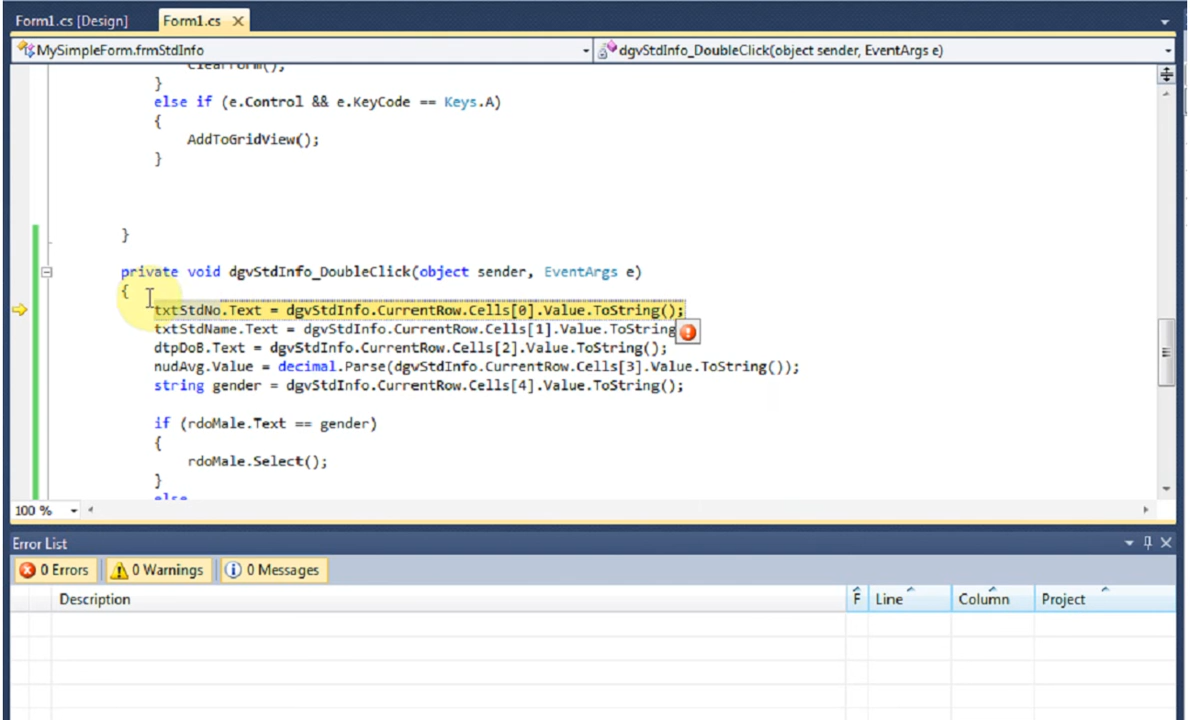 Form1.cs [Design] Form1.cs
MySimpleForm.frmStdInfo dgvStdInfo_DoubleClick(object sender, EventArgs e)
ClearForm();
}
else if (e.Control && e.KeyCode == Keys.A)
{
AddToGridView();
}
}
private void dgvStdInfo_DoubleClick(object sender, EventArgs e)
{
txtStdNo.Text = dgvStdInfo.CurrentRow.Cells[0].Value.ToString();
txtStdName.Text = dgvStdInfo.CurrentRow.Cells[1].Value.ToString
dtpDoB.Text = dgvStdInfo.CurrentRow.Cells[2].Value.ToString();
nudAvg.Value = decimal.Parse(dgvStdInfo.CurrentRow.Cells[3].Value.ToString());
string gender = dgvStdInfo.CurrentRow.Cells[4].Value.ToString();
if (rdoMale.Text == gender)
{
rdoMale.Select();
}
else
100 %
Error List
0 Errors 0 Warnings 0 Messages
Description F Line Column Project